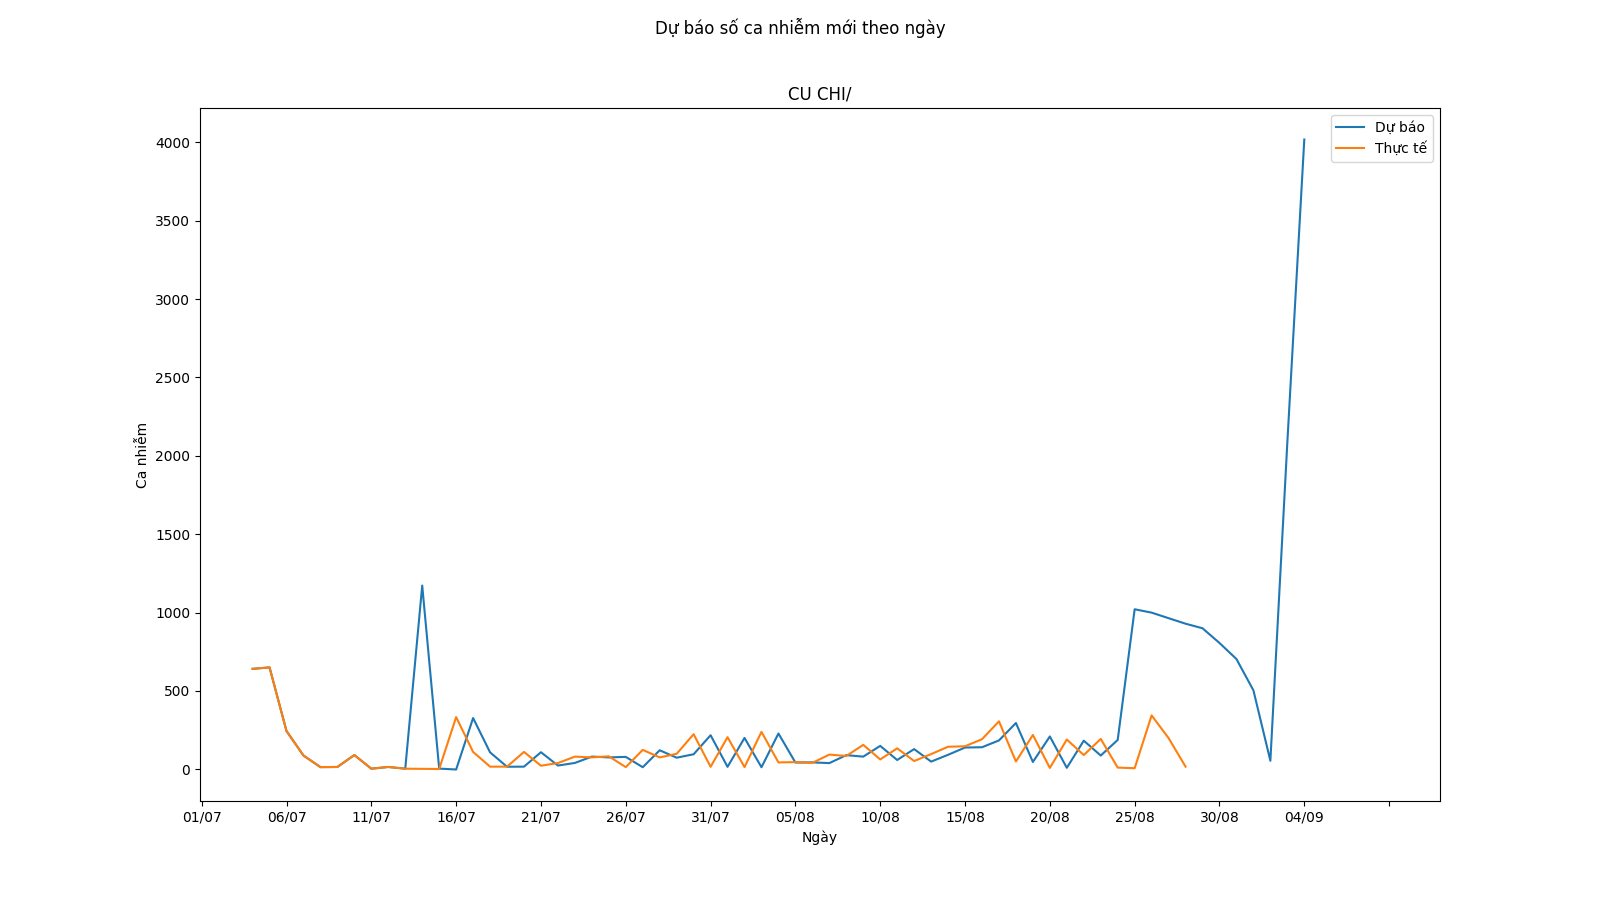 Dự báo số ca nhiễm mới theo ngày
CU CHI/
Dự báo
Thực tế
4000
3500
3000
2500
2000
1500
1000
500
0
Ca nhiễm
01/07 06/07 11/07 16/07 21/07 26/07 31/07 05/08 10/08 15/08 20/08 25/08 30/08 04/09
Ngày